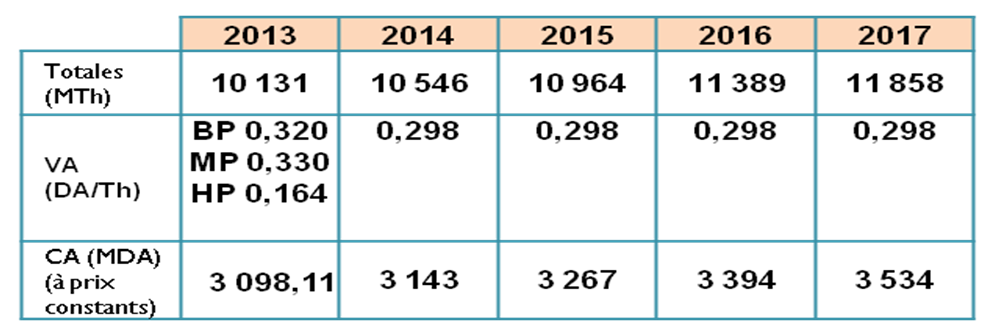 2013 2014 2015 2016 2017
Totales
(MTh) 10 131 10 546 10 964 11 389 11 858
BP 0,320 0,298 0,298 0,298 0,298
MP 0,330
HP 0,164
VA
(DA/Th)
CA (MDA)
(à prix
constants) 3 098,11 3 143 3 267 3 394 3 534